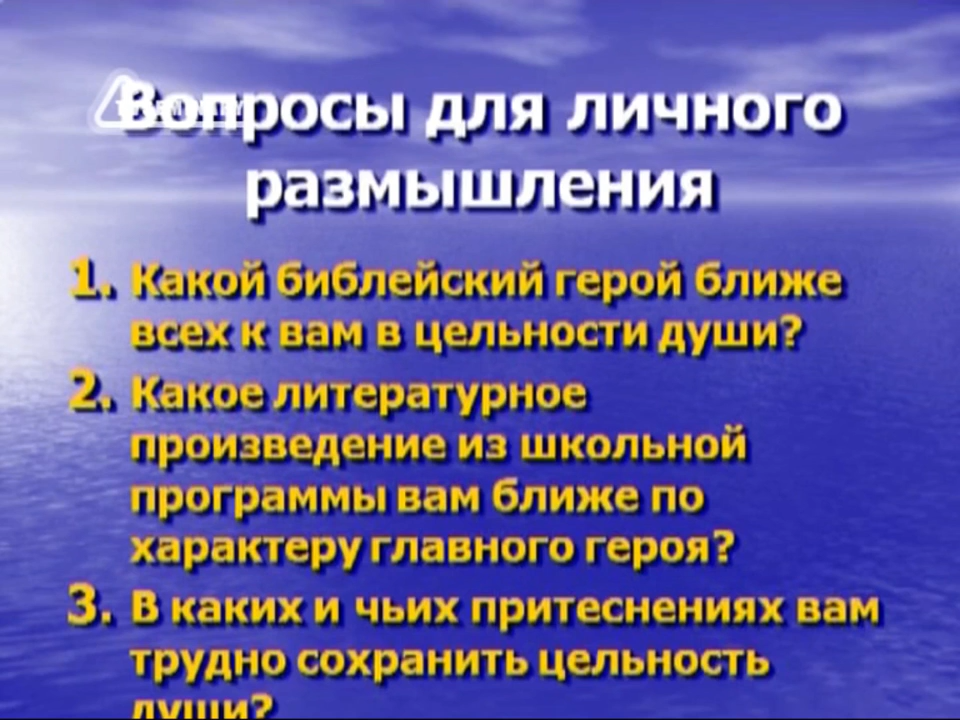 Вопросы для личного
размышления
1. Какой библейский герой ближе
всех к вам в цельности души?
2. Какое литературное
произведение из школьной
программы вам ближе по
характеру главного героя?
3. В каких и чьих притеснениях вам
трудно сохранить цельность
души?